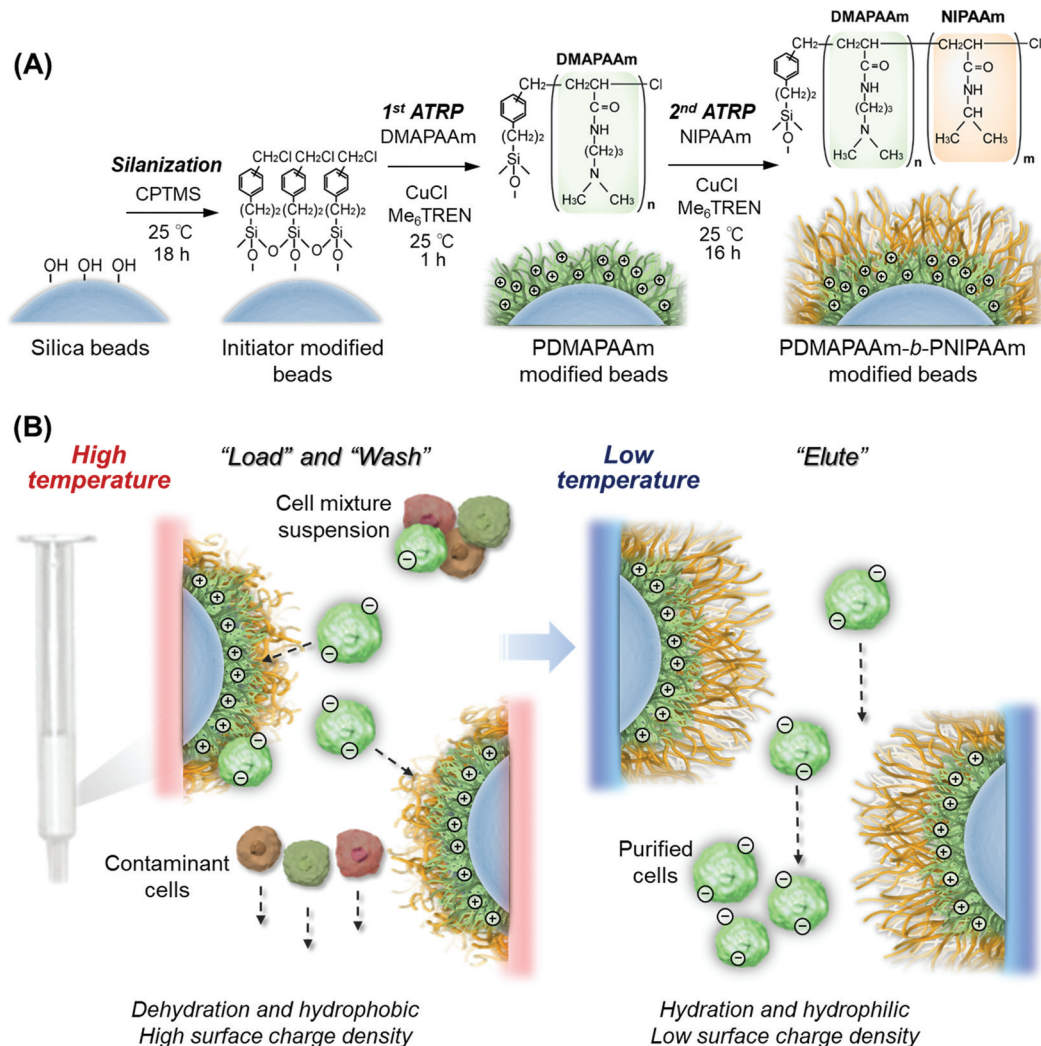 (A)
OH OH OH
Silica beads
Silanization
CPTMS
25 °C
18 h
CH₂Cl CH₂Cl CH₂Cl
(CH₂)₂ (CH₂)₂ (CH₂)₂
Si O Si O Si
O O O
Initiator modified
beads
1st ATRP
DMAPAAm
CuCl
Me₆TREN
25 °C
1 h
DMAPAAm
CH₂ CH₂CH Cl
C=O
NH
(CH₂)₃
N
H₃C CH₃
n
(CH₂)₂
Si
O
PDMAPAAm
modified beads
2nd ATRP
NIPAAm
CuCl
Me₆TREN
25 °C
16 h
DMAPAAm NIPAAm
CH₂ CH₂CH CH₂CH Cl
C=O C=O
NH NH
(CH₂)₃ CH
N H₃C CH₃
H₃C CH₃
n m
(CH₂)₂
Si
O
PDMAPAAm-b-PNIPAAm
modified beads
(B)
High
temperature
"Load" and "Wash"
Cell mixture
suspension
Contaminant
cells
Dehydration and hydrophobic
High surface charge density
Low
temperature
"Elute"
Purified
cells
Hydration and hydrophilic
Low surface charge density